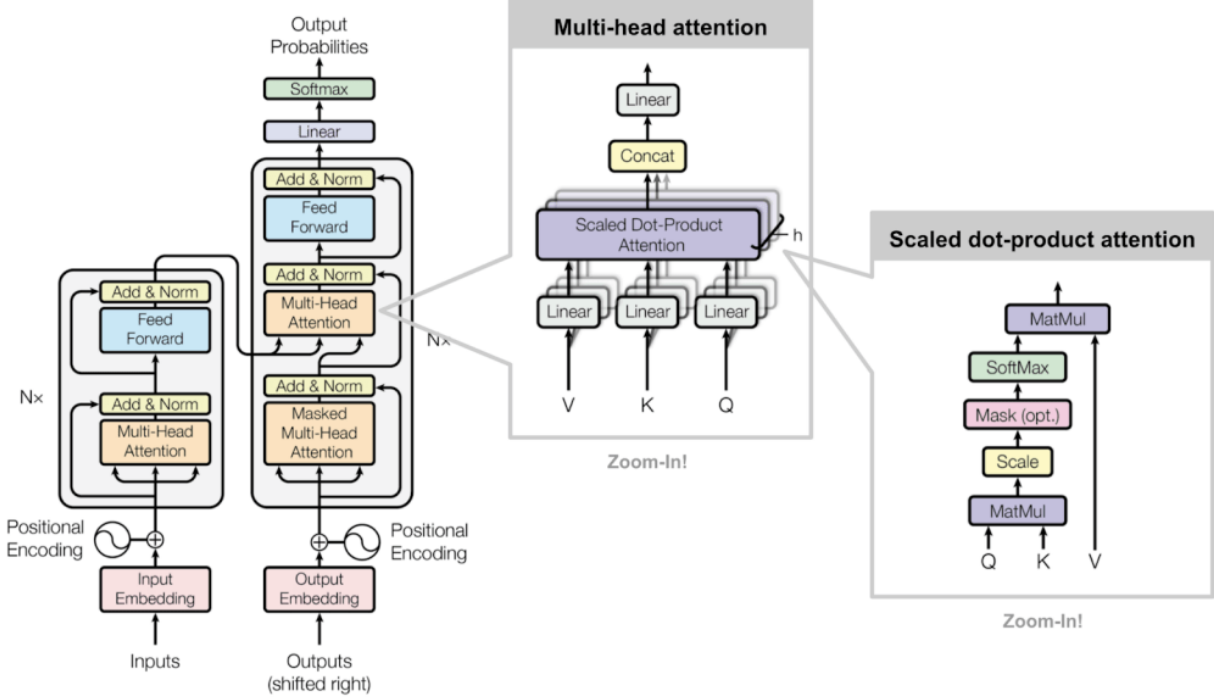 Output
Probabilities
Softmax
Linear
Add & Norm
Feed
Forward
Add & Norm
Multi-Head
Attention
Add & Norm
Masked
Multi-Head
Attention
N×
Positional
Encoding
Output
Embedding
Outputs
(shifted right)
Add & Norm
Feed
Forward
N×
Add & Norm
Multi-Head
Attention
Positional
Encoding
Input
Embedding
Inputs
Multi-head attention
Linear
Concat
Scaled Dot-Product
Attention
h
Linear
Linear
Linear
V
K
Q
Zoom-In!
Scaled dot-product attention
MatMul
SoftMax
Mask (opt.)
Scale
MatMul
Q
K
V
Zoom-In!